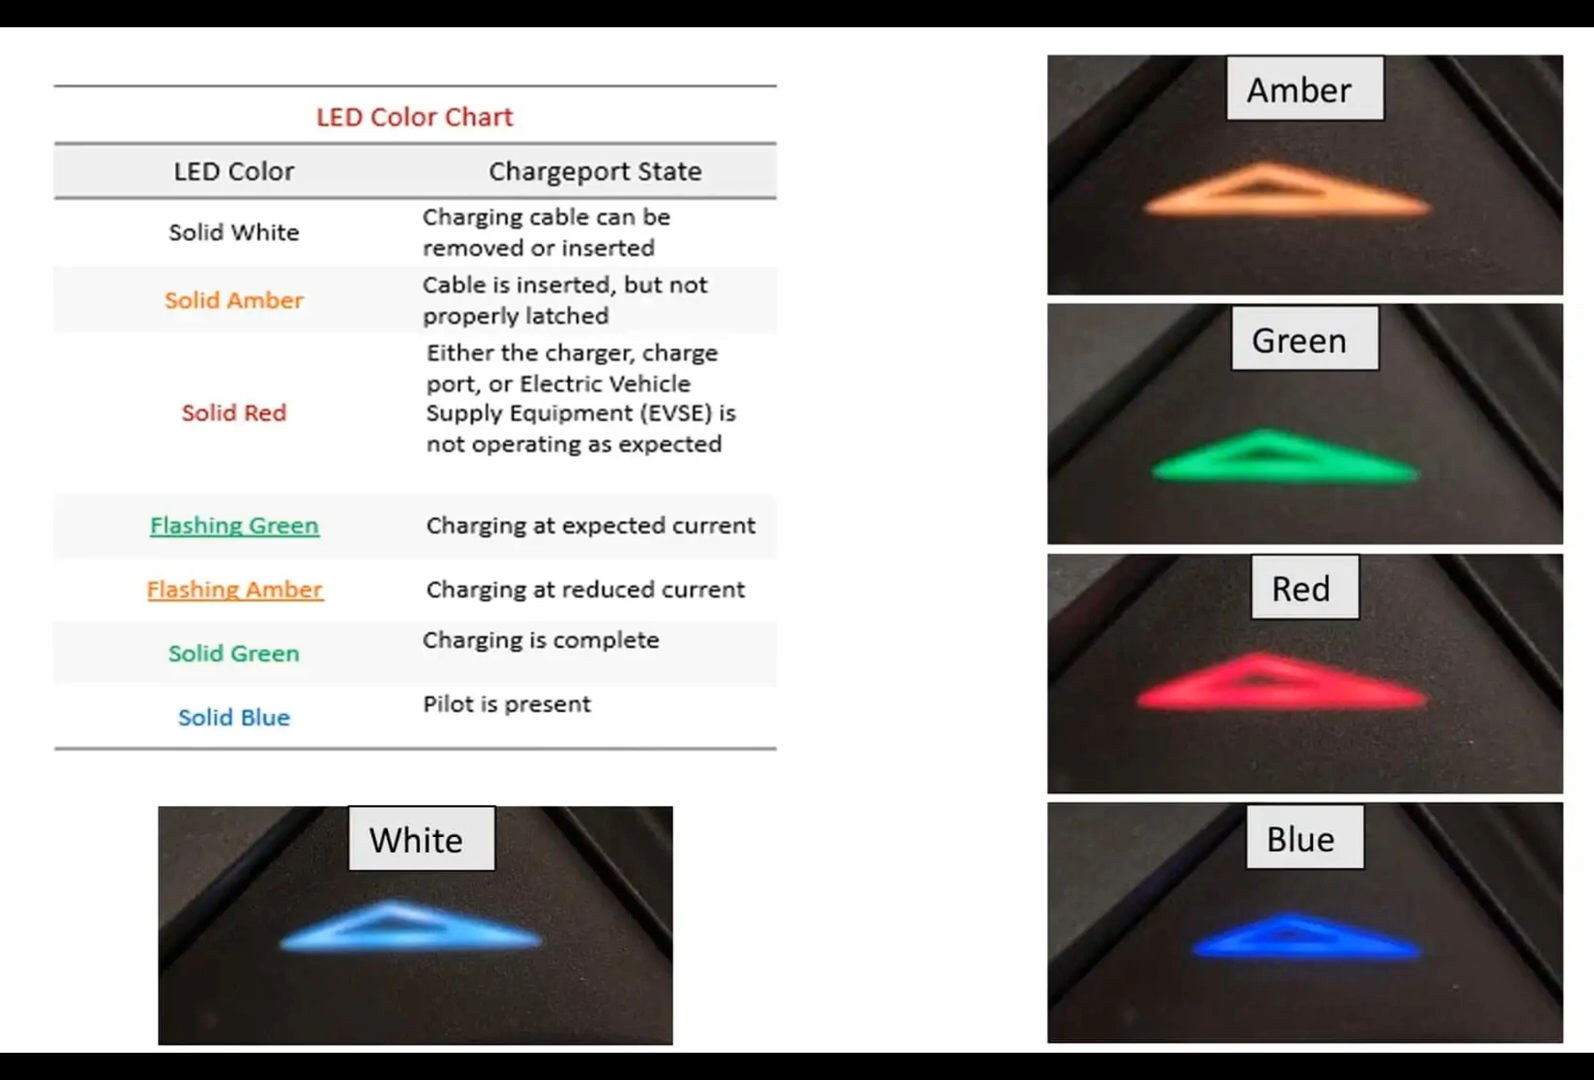 LED Color Chart
LED Color
Chargeport State
Solid White
Charging cable can be
removed or inserted
Solid Amber
Cable is inserted, but not
properly latched
Solid Red
Either the charger, charge
port, or Electric Vehicle
Supply Equipment (EVSE) is
not operating as expected
Flashing Green
Charging at expected current
Flashing Amber
Charging at reduced current
Solid Green
Charging is complete
Solid Blue
Pilot is present
White
Amber
Green
Red
Blue